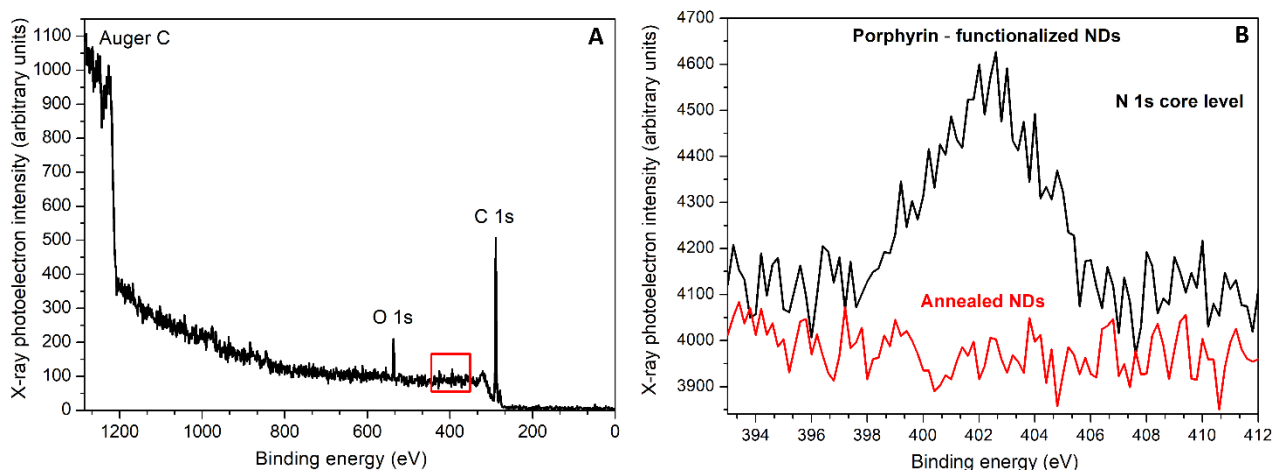 A
Auger C
C 1s
O 1s
X-ray photoelectron intensity (arbitrary units)
1100
1000
900
800
700
600
500
400
300
200
100
0
1200 1000 800 600 400 200 0
Binding energy (eV)
B
Porphyrin - functionalized NDs
N 1s core level
Annealed NDs
X-ray photoelectron intensity (arbitrary units)
4700
4600
4500
4400
4300
4200
4100
4000
3900
394 396 398 400 402 404 406 408 410 412
Binding energy (eV)